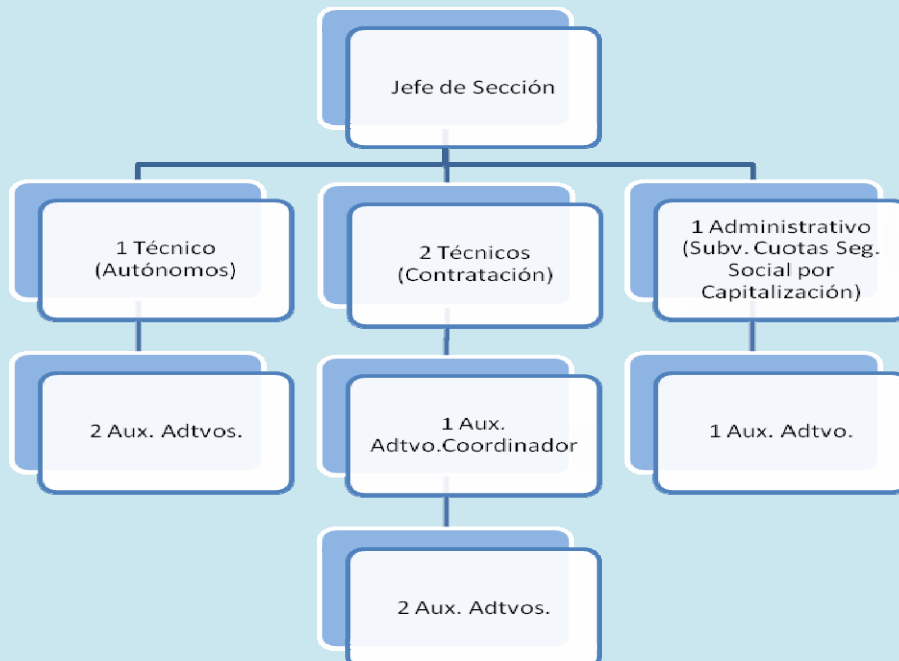 Jefe de Sección
1 Técnico
(Autónomos)
2 Técnicos
(Contratación)
1 Administrativo
(Subv. Cuotas Seg.
Social por
Capitalización)
2 Aux. Adtvos.
1 Aux.
Adtvo.Coordinador
1 Aux. Adtvo.
2 Aux. Adtvos.